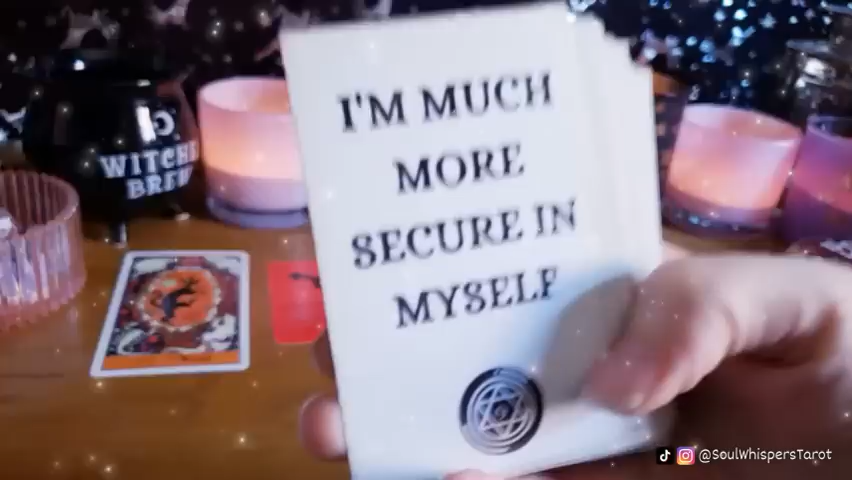 I'M MUCH
MORE
SECURE IN
MYSELF
WITCHES
BREW
@SoulWhispersTarot